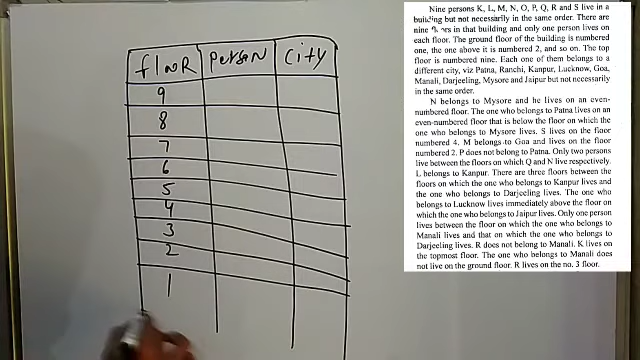 flooR person city
9
8
7
6
5
4
3
2
1
Nine persons K, L, M, N, O, P, Q, R and S live in a
building but not necessarily in the same order. There are
nine in that building and only one person lives on
each floor. The ground floor of the building is numbered
one, the one above it is numbered 2, and so on. The top
floor is numbered nine. Each one of them belongs to a
different city, viz Patna, Ranchi, Kanpur, Lucknow, Goa,
Manali, Darjeeling, Mysore and Jaipur but not necessarily
in the same order.
N belongs to Mysore and he lives on an even-
numbered floor. The one who belongs to Patna lives on an
even-numbered floor that is below the floor on which the
one who belongs to Mysore lives. S lives on the floor
numbered 4. M belongs to Goa and lives on the floor
numbered 2. P does not belong to Patna. Only two persons
live between the floors on which Q and N live respectively.
L belongs to Kanpur. There are three floors between the
floors on which the one who belongs to Kanpur lives and
the one who belongs to Darjeeling lives. The one who
belongs to Lucknow lives immediately above the floor on
which the one who belongs to Jaipur lives. Only one person
lives between the floor on which the one who belongs to
Manali lives and that on which the one who belongs to
Darjeeling lives. R does not belong to Manali. K lives on
the topmost floor. The one who belongs to Manali does
not live on the ground floor. R lives on the no. 3 floor.